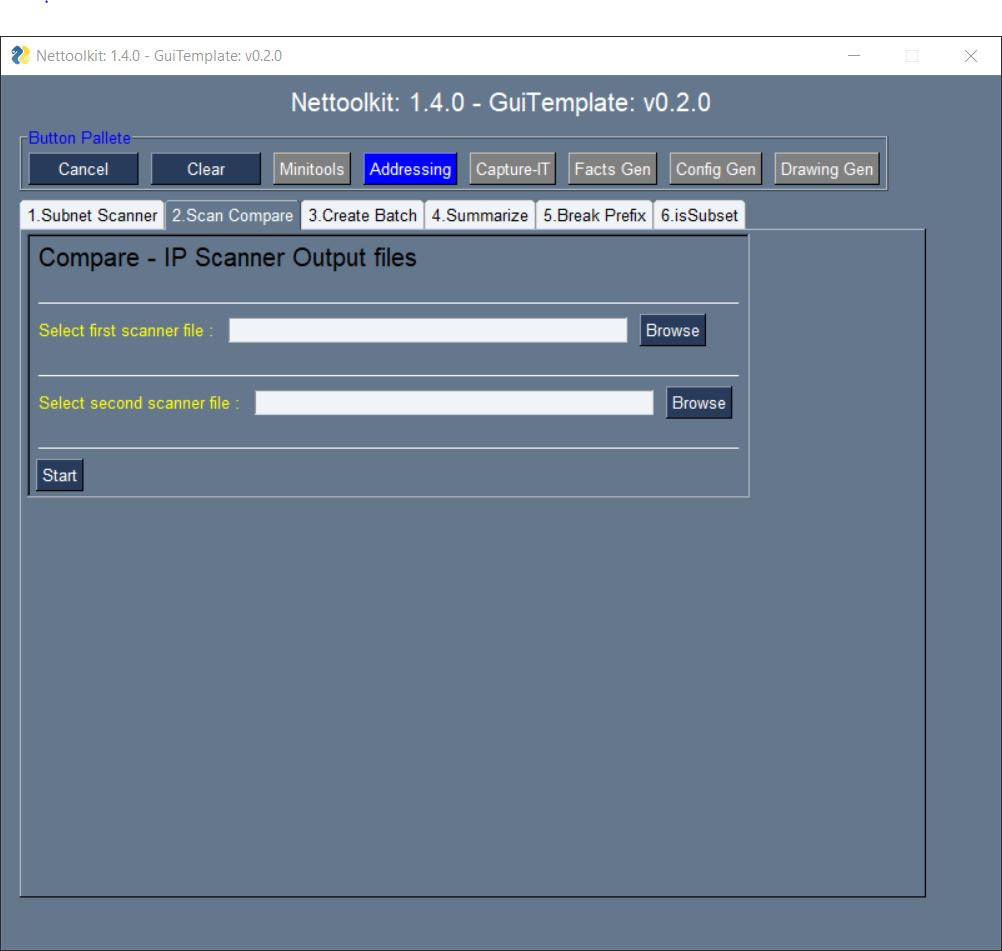 Nettoolkit: 1.4.0 - GuiTemplate: v0.2.0
Nettoolkit: 1.4.0 - GuiTemplate: v0.2.0
Button Pallete
Cancel Clear Minitools Addressing Capture-IT Facts Gen Config Gen Drawing Gen
1.Subnet Scanner 2.Scan Compare 3.Create Batch 4.Summarize 5.Break Prefix 6.isSubset
Compare - IP Scanner Output files
Select first scanner file : Browse
Select second scanner file : Browse
Start